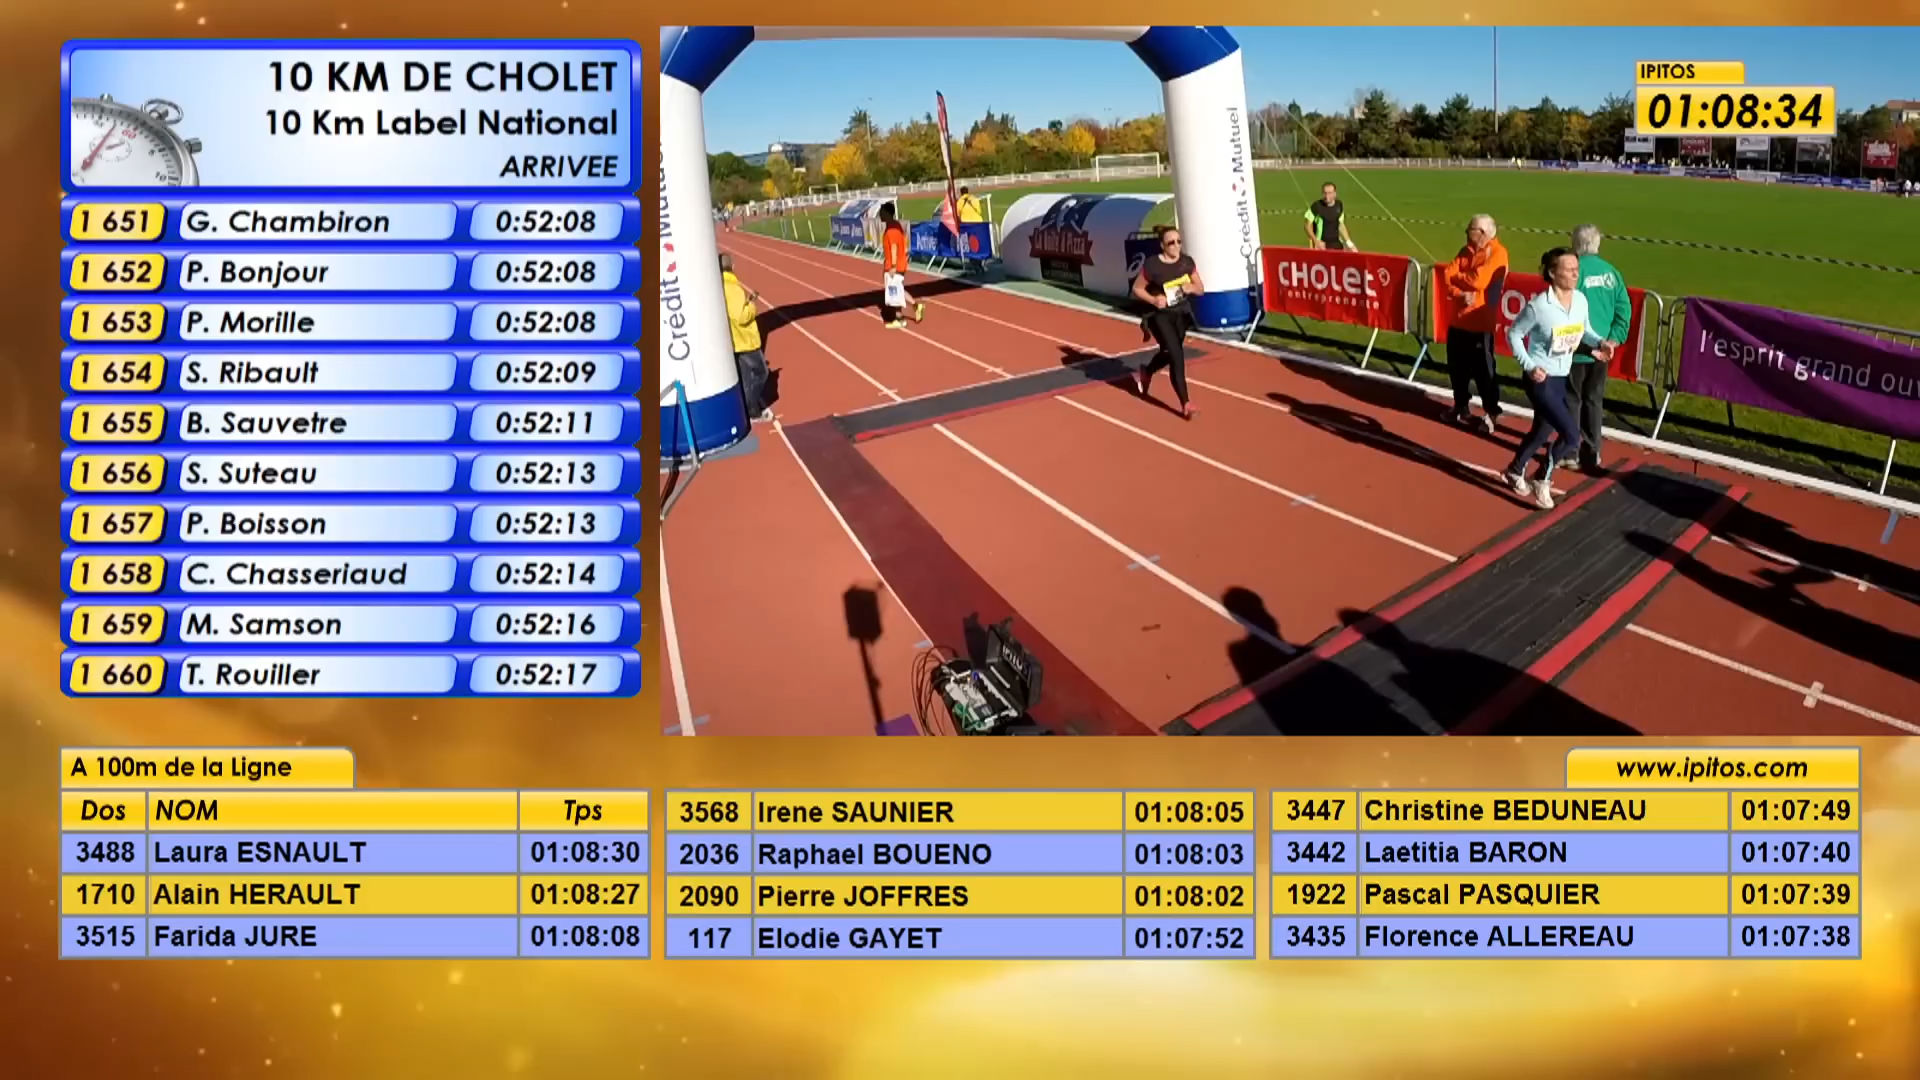 10 KM DE CHOLET
10 Km Label National
ARRIVEE
1 651 G. Chambiron 0:52:08
1 652 P. Bonjour 0:52:08
1 653 P. Morille 0:52:08
1 654 S. Ribault 0:52:09
1 655 B. Sauvetre 0:52:11
1 656 S. Suteau 0:52:13
1 657 P. Boisson 0:52:13
1 658 C. Chasseriaud 0:52:14
1 659 M. Samson 0:52:16
1 660 T. Rouiller 0:52:17
IPITOS
01:08:34
Crédit Mutuel
Crédit Mutuel
CHOLET
l'entreprenante
l'esprit grand ouv
IPITOS
A 100m de la Ligne
www.ipitos.com
Dos NOM Tps
3488 Laura ESNAULT 01:08:30
1710 Alain HERAULT 01:08:27
3515 Farida JURE 01:08:08
3568 Irene SAUNIER 01:08:05
2036 Raphael BOUENO 01:08:03
2090 Pierre JOFFRES 01:08:02
117 Elodie GAYET 01:07:52
3447 Christine BEDUNEAU 01:07:49
3442 Laetitia BARON 01:07:40
1922 Pascal PASQUIER 01:07:39
3435 Florence ALLEREAU 01:07:38